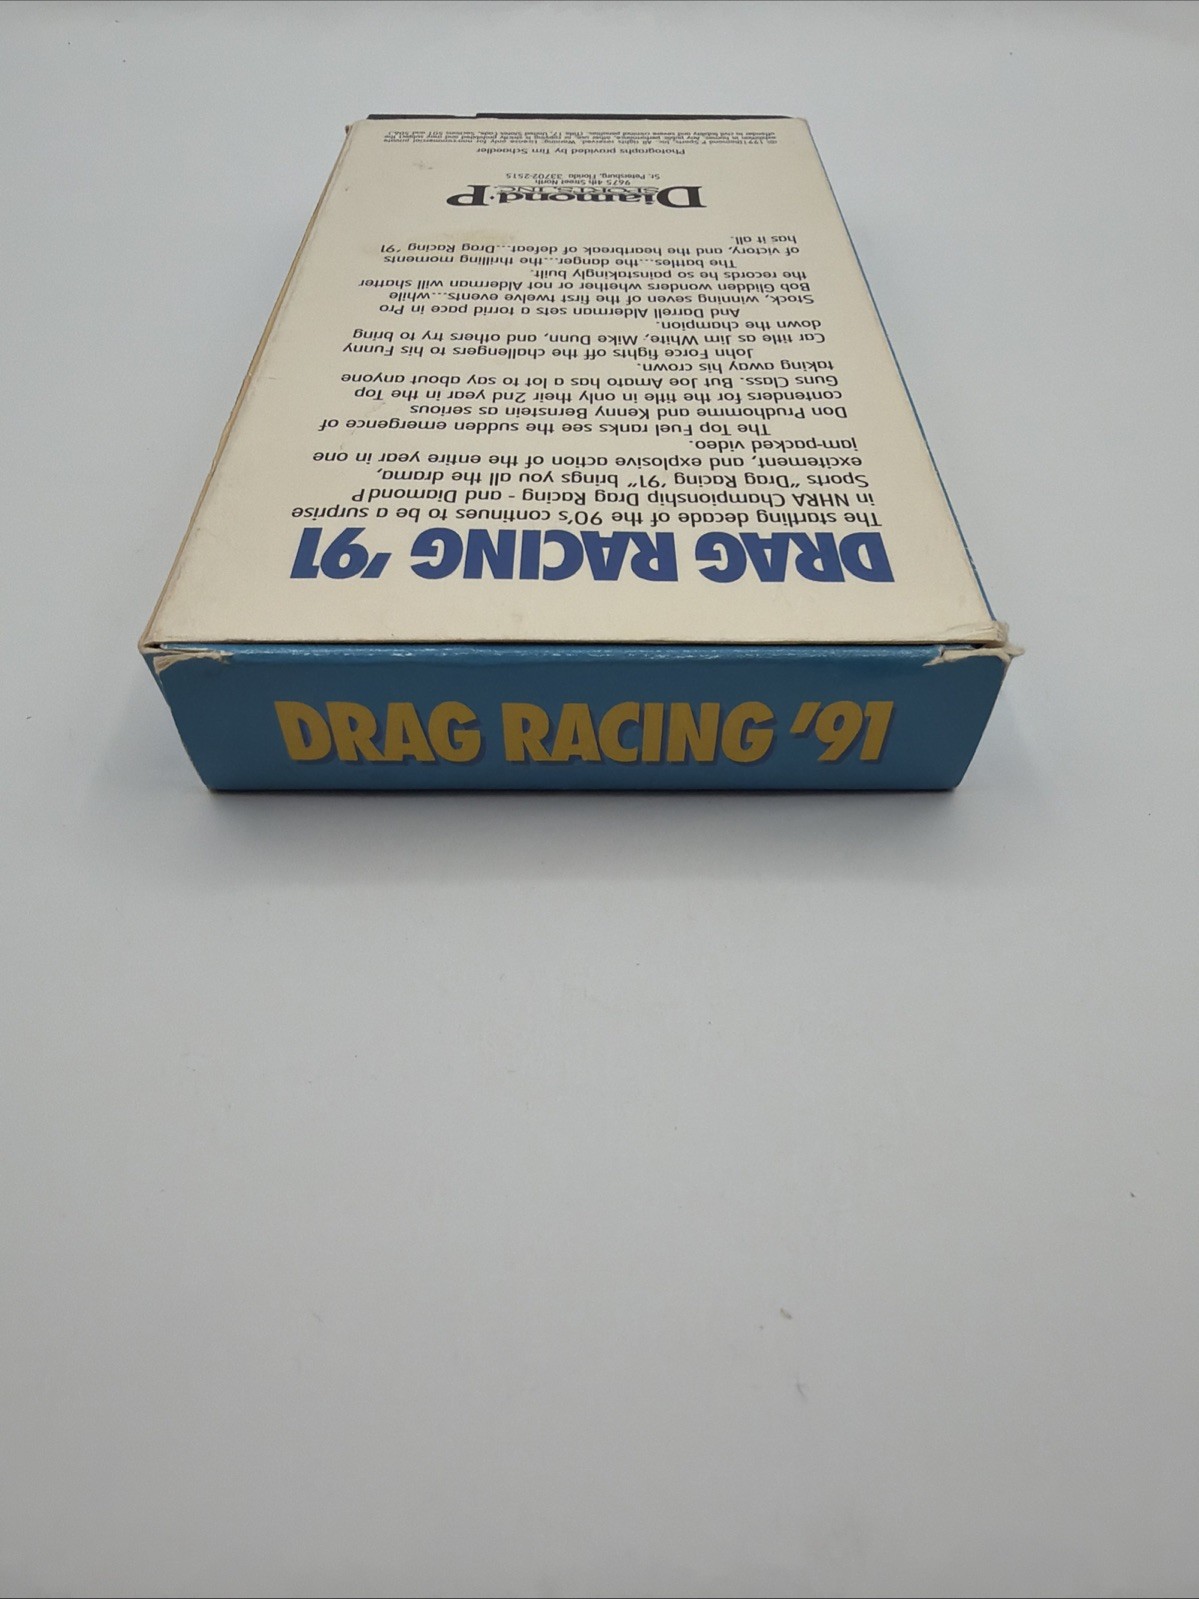 DRAG RACING '91
The startling decade of the 90's continues to be a surprise
in NHRA Championship Drag Racing - and Diamond P
Sports "Drag Racing '91" brings you all the drama,
excitement, and explosive action of the entire year in one
jam-packed video.
The Top Fuel ranks see the sudden emergence of
Don Prudhomme and Kenny Bernstein as serious
contenders for the title in only their 2nd year in the Top
Guns Class. But Joe Amato has a lot to say about anyone
taking away his crown.
John Force fights off the challengers to his Funny
Car title as Jim White, Mike Dunn, and others try to bring
down the champion.
And Darrell Alderman sets a torrid pace in Pro
Stock, winning seven of the first twelve events...while
Bob Glidden wonders whether or not Alderman will shatter
the records he so painstakingly built.
The battles...the danger...the thrilling moments
of victory, and the heartbreak of defeat...Drag Racing '91
has it all.
Diamond·P
SPORTS, INC.
9675 4th Street North
St. Petersburg, Florida 33702-2515
Photographs provided by Tim Schoedler
DRAG RACING '91